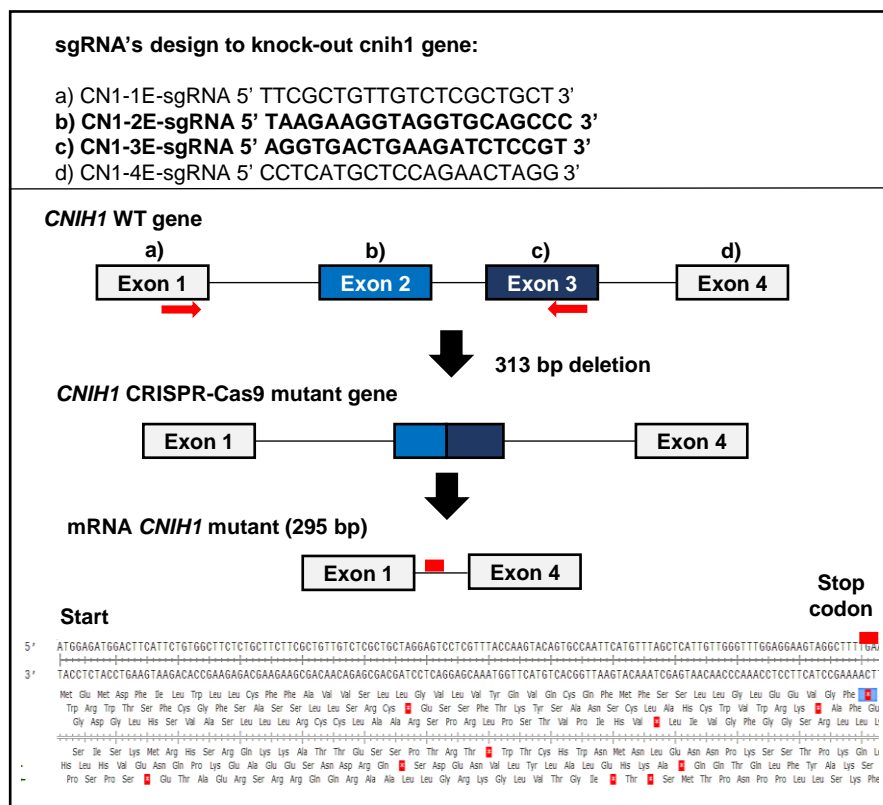 sgRNA's design to knock-out cnih1 gene:
a) CN1-1E-sgRNA 5' TTCGCTGTTGTCTCGCTGCT 3'
b) CN1-2E-sgRNA 5' TAAGAAGGTAGGTGCAGCCC 3'
c) CN1-3E-sgRNA 5' AGGTGACTGAAGATCTCCGT 3'
d) CN1-4E-sgRNA 5' CCTCATGCTCCAGAACTAGG 3'
CNIH1 WT gene
a) b) c) d)
Exon 1 Exon 2 Exon 3 Exon 4
313 bp deletion
CNIH1 CRISPR-Cas9 mutant gene
Exon 1 Exon 4
mRNA CNIH1 mutant (295 bp)
Exon 1 Exon 4
Start Stop codon
5' ATGGAGATGGACTTCATTCTGTGGCTTCTCTGCTTCTTCGCTGTTGTCTCGCTGCTAGGAGTCCTCGTTTACCAAGTACAGTGCCAATTCATGTTTAGCTCATTGTTGGGTTTGGAGGAAGTAGGCTTTTGAA
3' TACCTCTACCTGAAGTAAGACACCGAAGAGACGAAGAAGCGACAACAGAGCGACGATCCTCAGGAGCAAATGGTTCATGTCACGGTTAAGTACAAATCGAGTAACAACCCAAACCTCCTTCATCCGAAAACTT
Met Glu Met Asp Phe Ile Leu Trp Leu Leu Cys Phe Phe Ala Val Val Ser Leu Leu Gly Val Leu Val Tyr Gln Val Gln Cys Gln Phe Met Phe Ser Ser Leu Leu Gly Leu Glu Glu Val Gly Phe
Trp Arg Trp Thr Ser Phe Cys Gly Phe Ser Ala Ser Ser Leu Leu Ser Arg Cys Glu Ser Ser Phe Thr Lys Tyr Ser Ala Asn Ser Cys Leu Ala His Cys Trp Val Trp Arg Lys Ala Phe Glu
Gly Asp Gly Leu His Ser Val Ala Ser Leu Leu Leu Arg Cys Cys Leu Ala Ala Arg Ser Pro Arg Leu Pro Ser Thr Val Pro Ile His Val Leu Ile Val Gly Phe Gly Gly Ser Arg Leu Leu
Ser Ile Ser Lys Met Arg His Ser Arg Gln Lys Lys Ala Thr Thr Glu Ser Ser Pro Thr Arg Thr Trp Thr Cys His Trp Asn Met Asn Leu Glu Asn Asn Pro Lys Ser Ser Thr Pro Lys Gln
His Leu His Val Glu Asn Gln Pro Lys Glu Ala Glu Gly Ser Asp Asn Arg Gln Ser Asp Glu Asn Val Leu Tyr Leu Ala Leu Glu His Gln Gln Thr Gln Leu Phe Tyr Ala Lys Ser
Pro Ser Pro Ser Glu Thr Ala Glu Arg Ser Arg Arg Gln Gln Arg Ala Ala Leu Leu Gly Arg Lys Gly Leu Val Thr Gly Ile Thr Ser Met Thr Pro Asn Pro Pro Leu Leu Ser Lys Phe